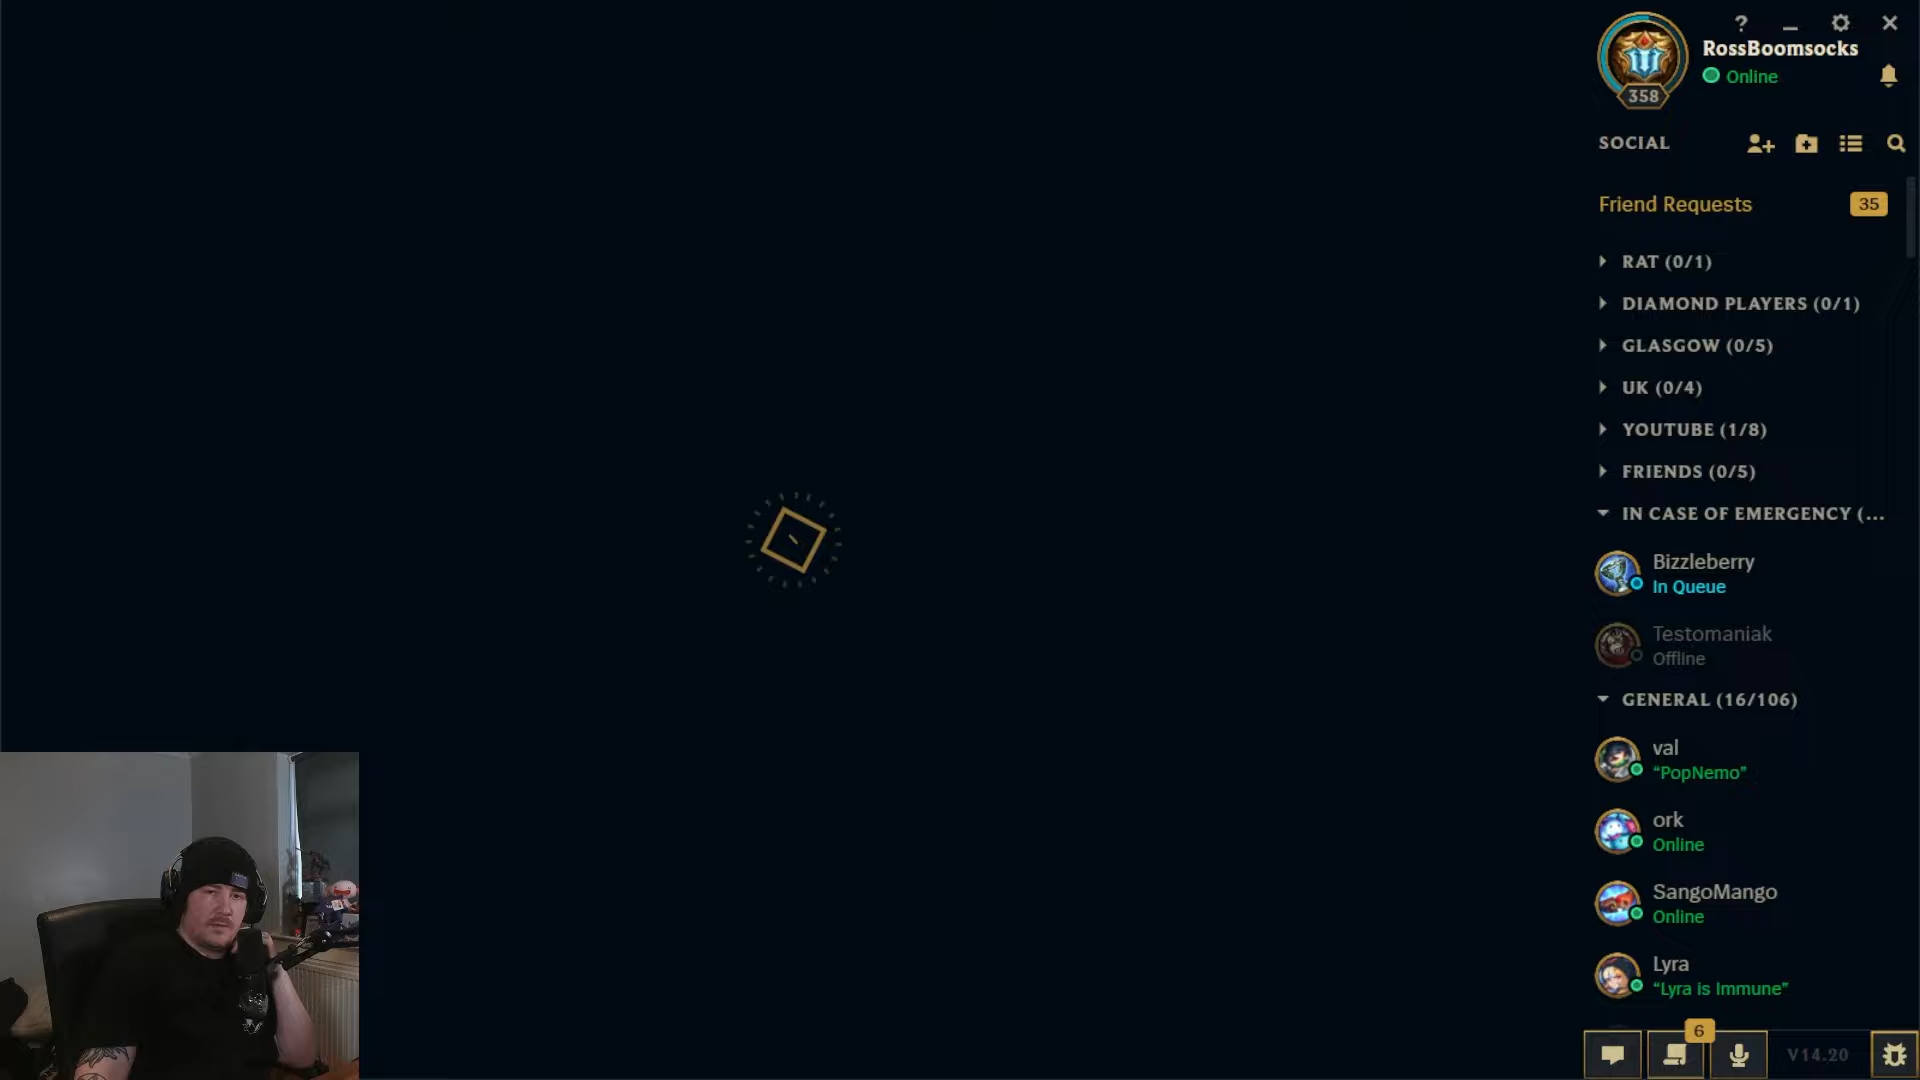 RossBoomsocks
Online
358
SOCIAL
Friend Requests
35
RAT (0/1)
DIAMOND PLAYERS (0/1)
GLASGOW (0/5)
UK (0/4)
YOUTUBE (1/8)
FRIENDS (0/5)
IN CASE OF EMERGENCY (...
Bizzleberry
In Queue
Testomaniak
Offline
GENERAL (16/106)
val
“PopNemo”
ork
Online
SangoMango
Online
Lyra
“Lyra is Immune”
6
V14.20